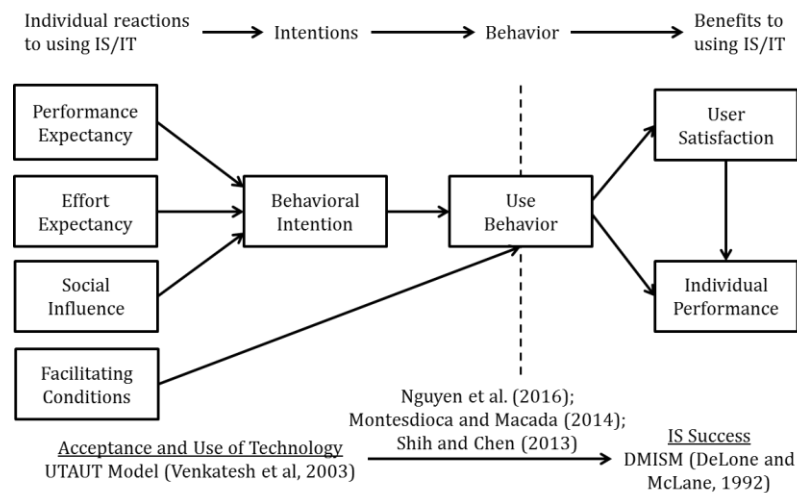 Individual reactions
to using IS/IT
Intentions
Behavior
Benefits to
using IS/IT
Performance
Expectancy
User
Satisfaction
Effort
Expectancy
Behavioral
Intention
Use
Behavior
Social
Influence
Individual
Performance
Facilitating
Conditions
Nguyen et al. (2016);
Montesdioca and Macada (2014);
Shih and Chen (2013)
Acceptance and Use of Technology
UTAUT Model (Venkatesh et al, 2003)
IS Success
DMISM (DeLone and
McLane, 1992)